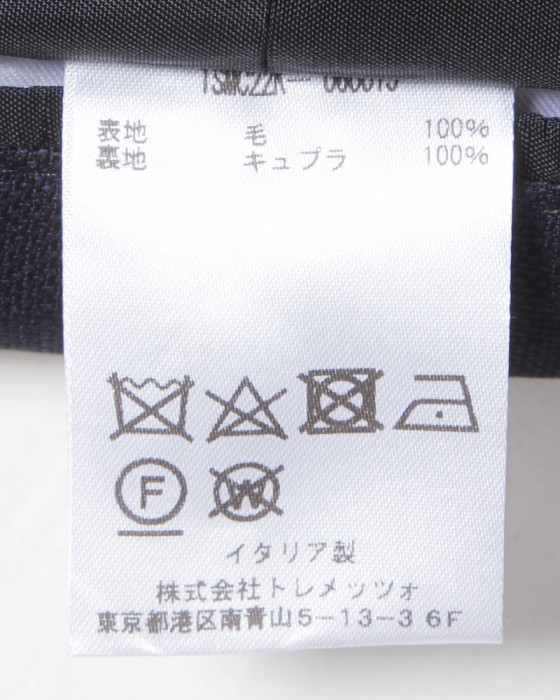 表地 毛 100%
裏地 キュプラ 100%
F W
イタリア製
株式会社トレメッツォ
東京都港区南青山5-13-3 6F